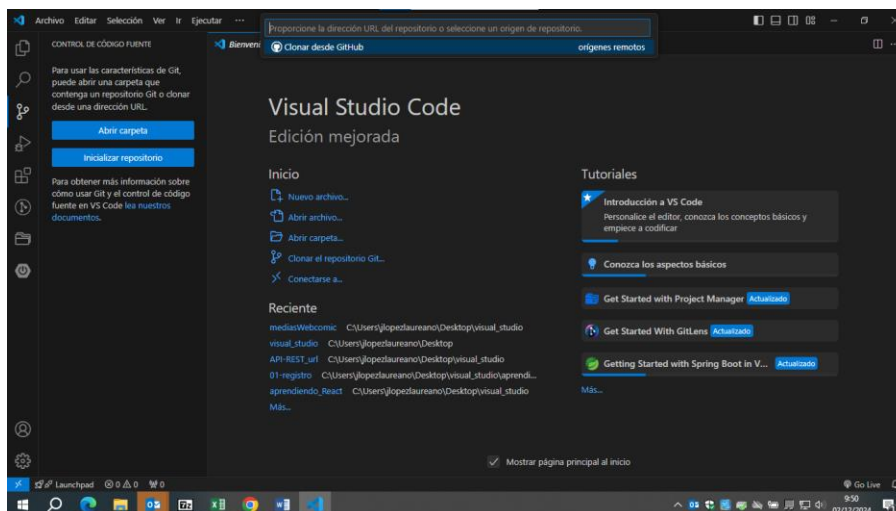 Archivo Editar Selección Ver Ir Ejecutar ···
Proporcione la dirección URL del repositorio o seleccione un origen de repositorio.
Clonar desde GitHub orígenes remotos
CONTROL DE CÓDIGO FUENTE
Para usar las características de Git,
puede abrir una carpeta que
contenga un repositorio Git o clonar
desde una dirección URL.
Abrir carpeta
Inicializar repositorio
Para obtener más información sobre
cómo usar Git y el control de código
fuente en VS Code lea nuestros
documentos.
Visual Studio Code
Edición mejorada
Inicio
Nuevo archivo...
Abrir archivo...
Abrir carpeta...
Clonar el repositorio Git...
Conectarse a...
Reciente
mediasWebcomic C:\Users\jlopezlaureano\Desktop\visual_studio
visual_studio C:\Users\jlopezlaureano\Desktop
API-REST_url C:\Users\jlopezlaureano\Desktop\visual_studio
01-registro C:\Users\jlopezlaureano\Desktop\visual_studio\aprendi...
aprendiendo_React C:\Users\jlopezlaureano\Desktop\visual_studio
Más...
Tutoriales
Introducción a VS Code
Personalice el editor, conozca los conceptos básicos y
empiece a codificar
Conozca los aspectos básicos
Get Started with Project Manager Actualizado
Get Started With GitLens Actualizado
Getting Started with Spring Boot in V... Actualizado
Más...
Mostrar página principal al inicio
Launchpad 0 0 0
Go Live
9:50